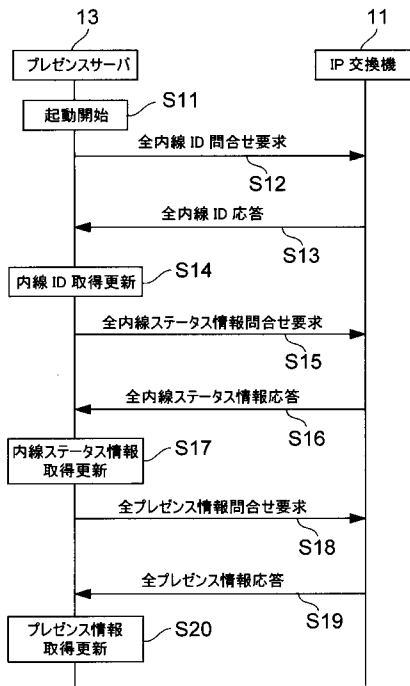 13
11
プレゼンスサーバ
IP 交換機
起動開始
S11
全内線 ID 問合せ要求
S12
全内線 ID 応答
S13
内線 ID 取得更新
S14
全内線ステータス情報問合せ要求
S15
全内線ステータス情報応答
S16
内線ステータス情報
取得更新
S17
全プレゼンス情報問合せ要求
S18
全プレゼンス情報応答
S19
プレゼンス情報
取得更新
S20